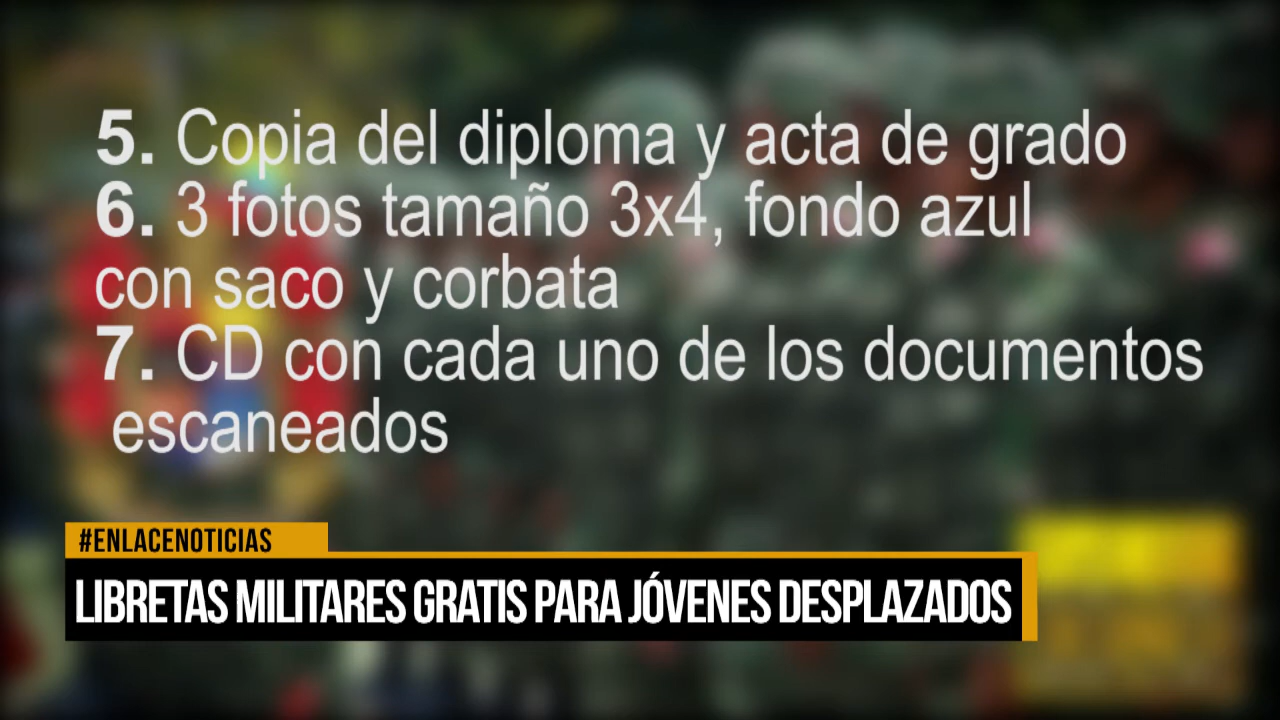 5. Copia del diploma y acta de grado
6. 3 fotos tamaño 3x4, fondo azul
con saco y corbata
7. CD con cada uno de los documentos
escaneados
#ENLACENOTICIAS
LIBRETAS MILITARES GRATIS PARA JÓVENES DESPLAZADOS